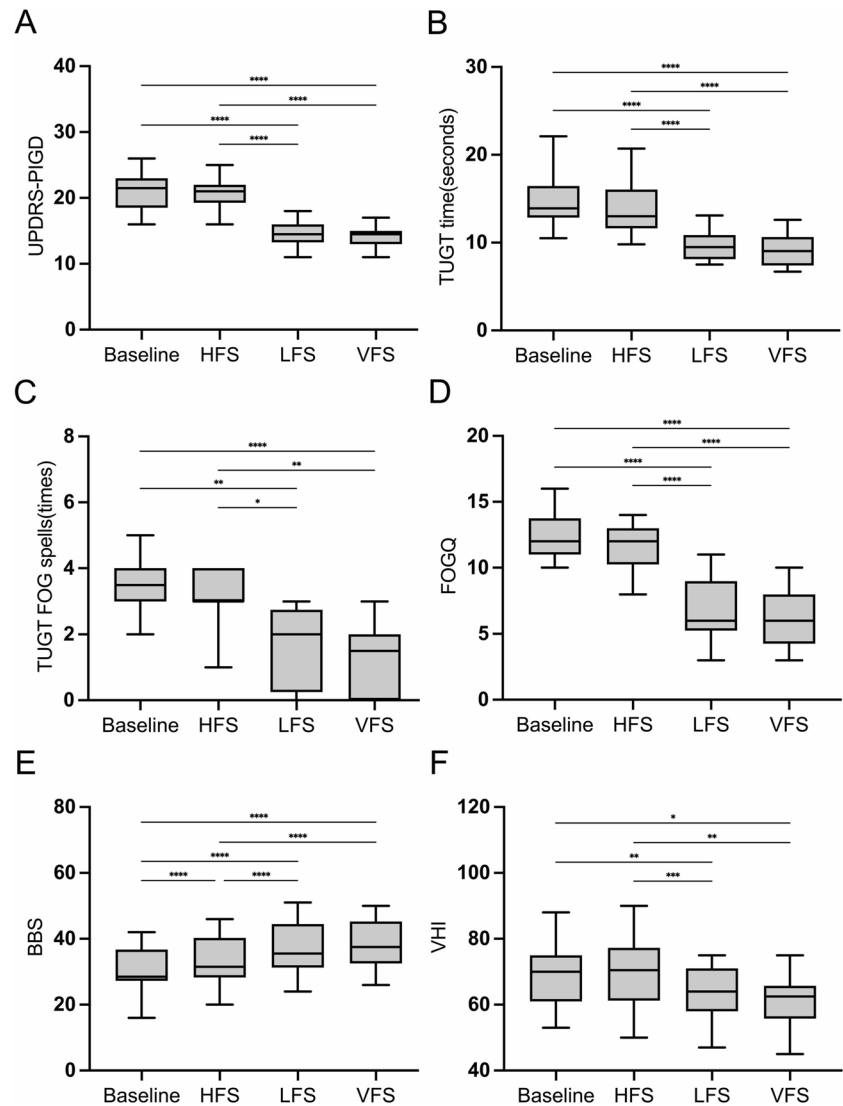 A
UPDRS-PIGD
40
30
20
10
0
****
****
****
****
Baseline HFS LFS VFS
B
TUGT time(seconds)
30
20
10
0
****
****
****
****
Baseline HFS LFS VFS
C
TUGT FOG spells(times)
8
6
4
2
0
****
**
**
*
Baseline HFS LFS VFS
D
FOGQ
20
15
10
5
0
****
****
****
****
Baseline HFS LFS VFS
E
BBS
80
60
40
20
0
****
****
****
**** ****
Baseline HFS LFS VFS
F
VHI
120
100
80
60
40
*
**
**
***
Baseline HFS LFS VFS